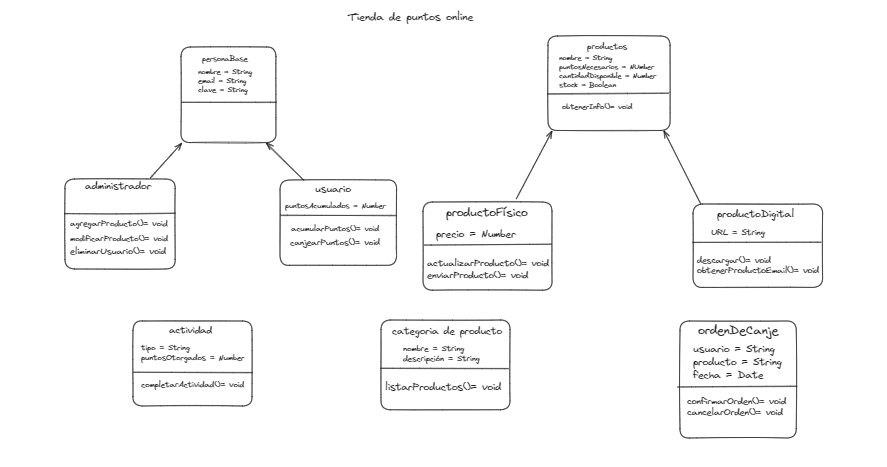 Tienda de puntos online
personaBase
nombre = String
email = String
clave = String
productos
nombre = String
puntosNecesarios = NUmber
cantidadDisponible = Number
stock = Boolean
obtenerInfo()= void
administrador
agregarProducto()= void
modificarProducto()= void
eliminarUsuario()= void
usuario
puntosAcumulados = Number
acumularPuntos()= void
canjearPuntos()= void
productoFísico
precio = Number
actualizarProducto()= void
enviarProducto()= void
productoDigital
URL = String
descargar()= void
obtenerProductoEmail()= void
actividad
tipo = String
puntosOtorgados = Number
completarActividad()= void
categoria de producto
nombre = String
descripción = String
listarProductos()= void
ordenDeCanje
usuario = String
producto = String
fecha = Date
confirmarOrden()= void
cancelarOrden()= void